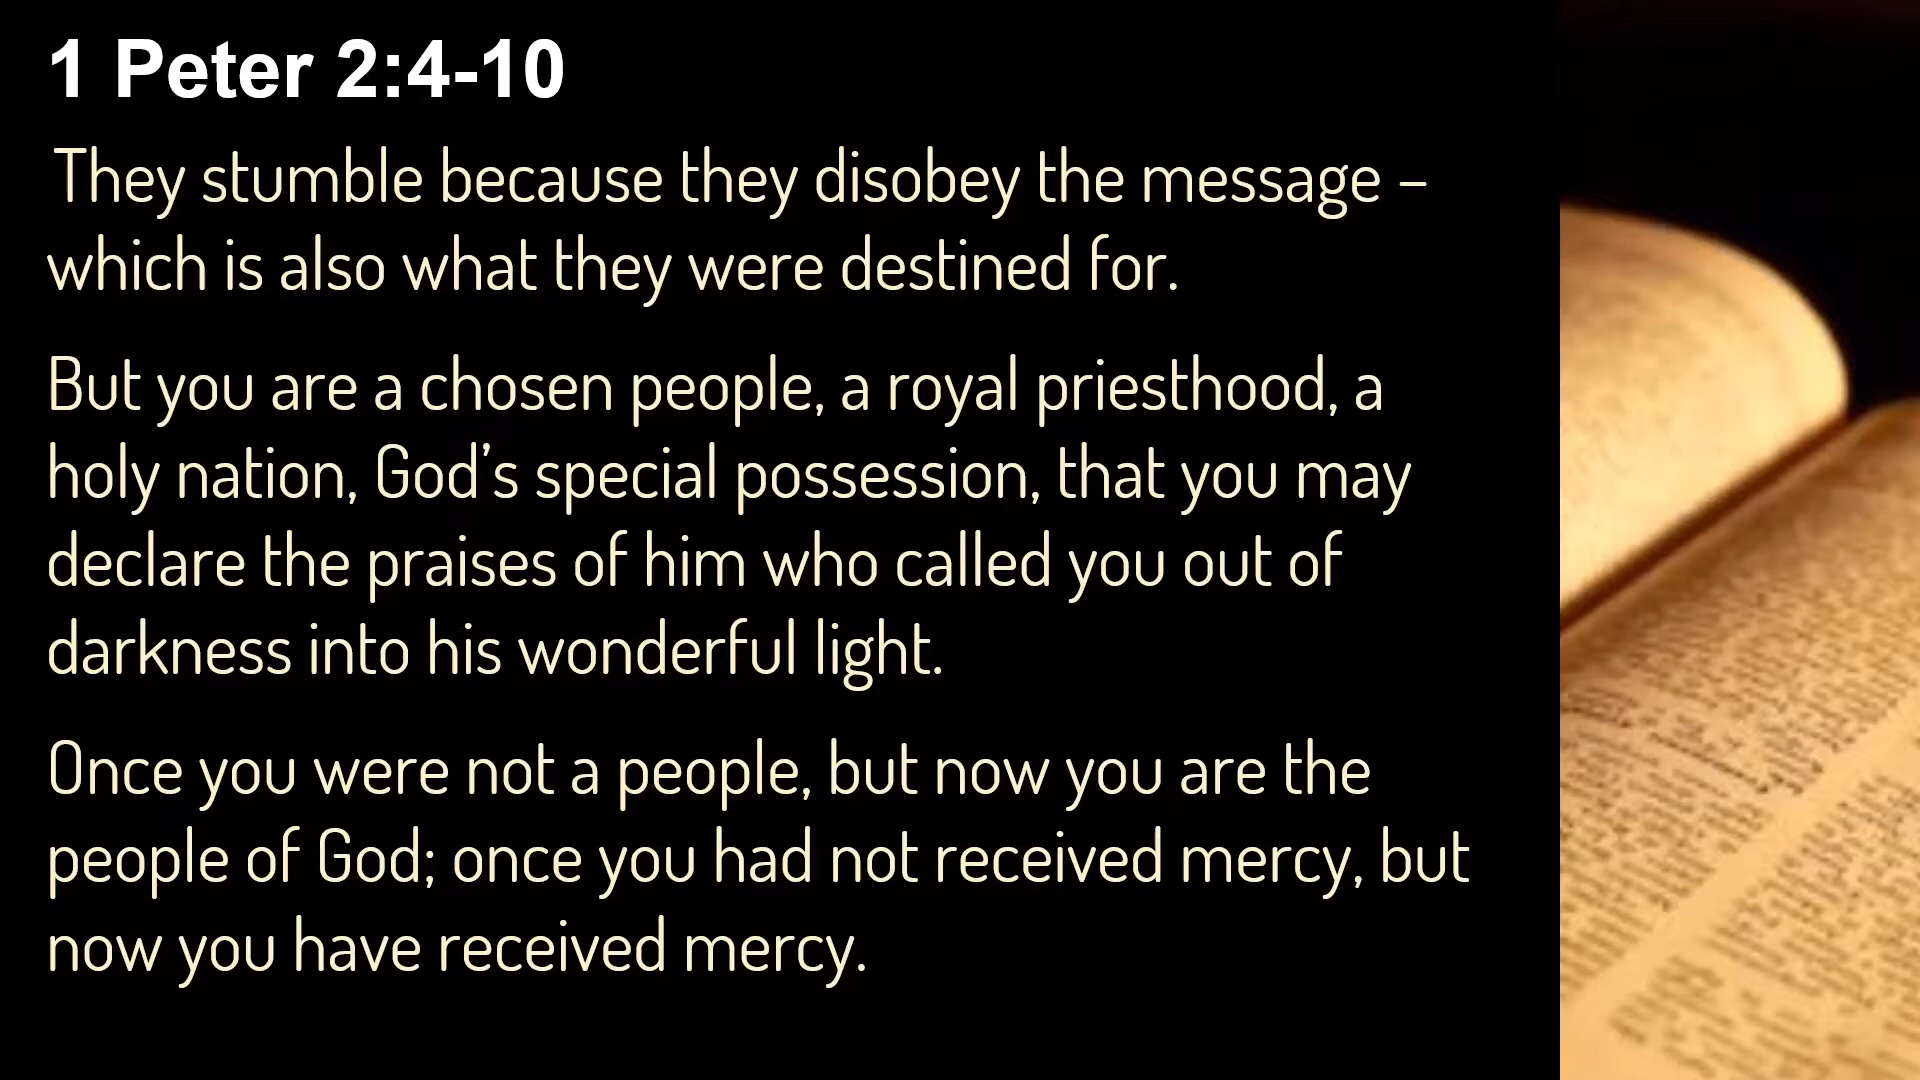 1 Peter 2:4-10
They stumble because they disobey the message –
which is also what they were destined for.
But you are a chosen people, a royal priesthood, a
holy nation, God’s special possession, that you may
declare the praises of him who called you out of
darkness into his wonderful light.
Once you were not a people, but now you are the
people of God; once you had not received mercy, but
now you have received mercy.